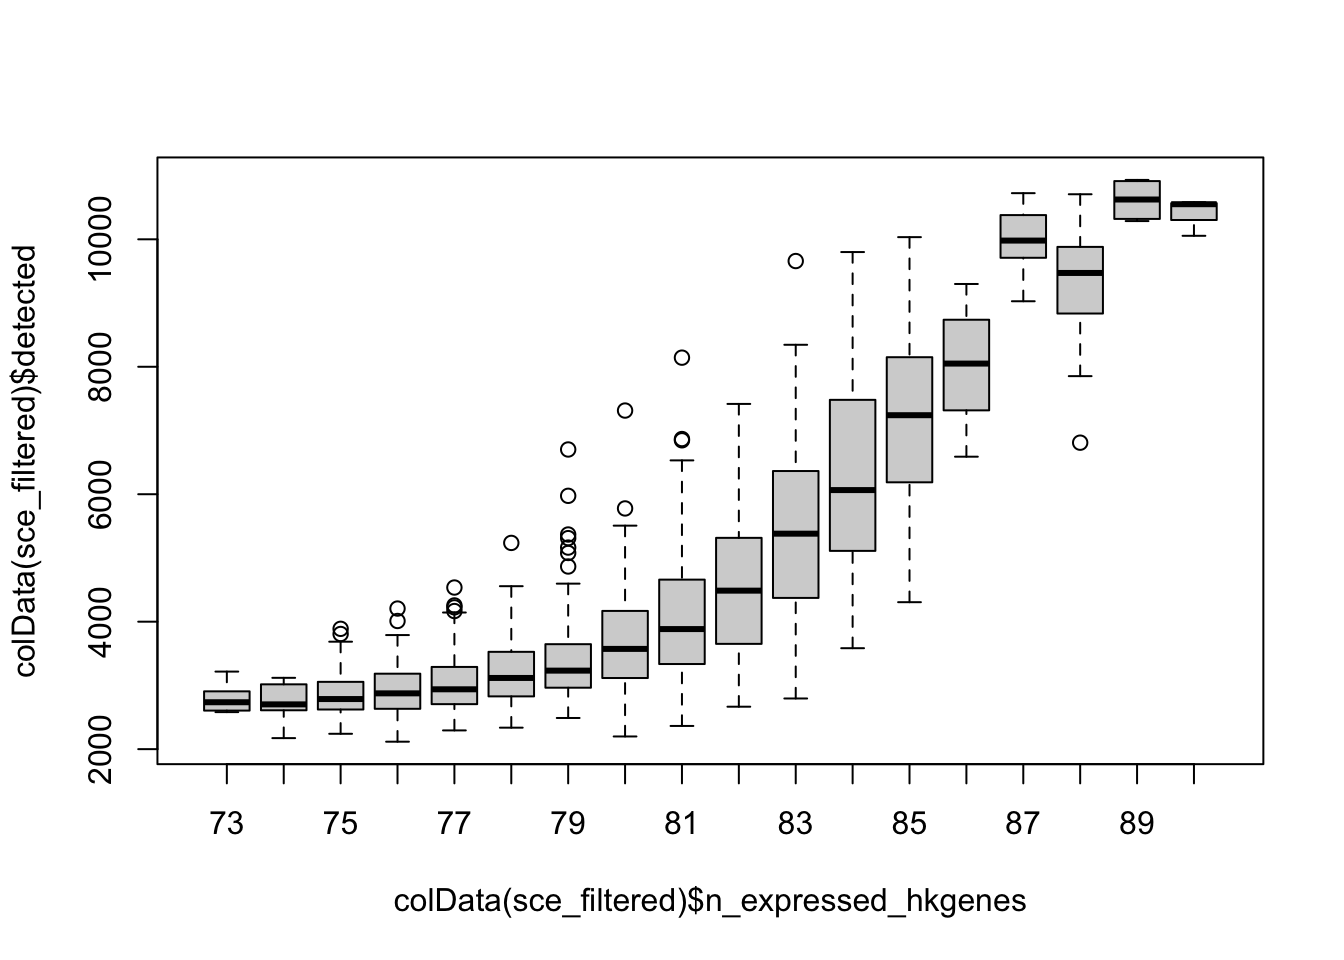 colData(sce_filtered)$detected
10000
8000
6000
4000
2000
73 75 77 79 81 83 85 87 89
colData(sce_filtered)$n_expressed_hkgenes